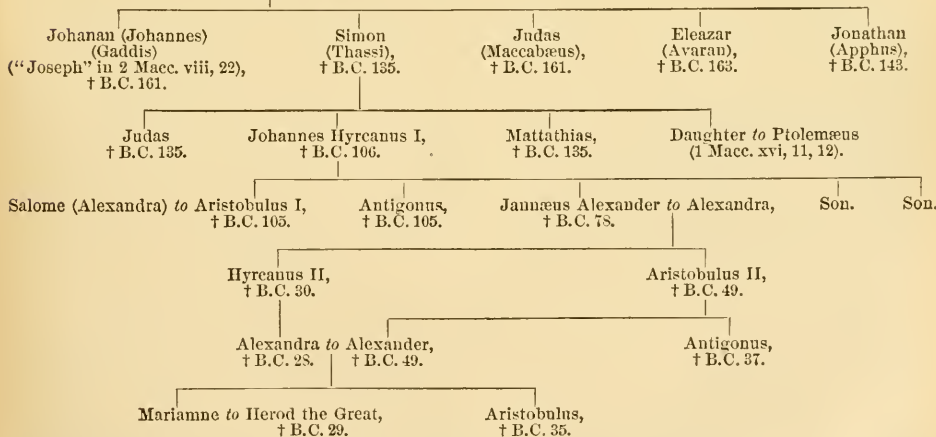 Johanan (Johannes) Simon Judas Eleazar Jonathan
(Gaddis) (Thassi), (Maccabæus) (Avaran), (Apphus),
("Joseph" in 2 Macc. viii, 22), † B.C. 135. † B.C. 161. † B.C. 163. † B.C. 143.
† B.C. 161.
Judas Johannes Hyrcanus I, Mattathias, Daughter to Ptolemæus
† B.C. 135. † B.C. 106. † B.C. 135. (1 Macc. xvi, 11, 12).
Salome (Alexandra) to Aristobulus I, Antigonus, Jannæus Alexander to Alexandra, Son. Son.
† B.C. 105. † B.C. 105. † B.C. 78.
Hyrcanus II, Aristobulus II,
† B.C. 30. † B.C. 49.
Alexandra to Alexander, Antigonus,
† B.C. 28. † B.C. 49. † B.C. 37.
Mariamne to Herod the Great, Aristobulus,
† B.C. 29. † B.C. 35.